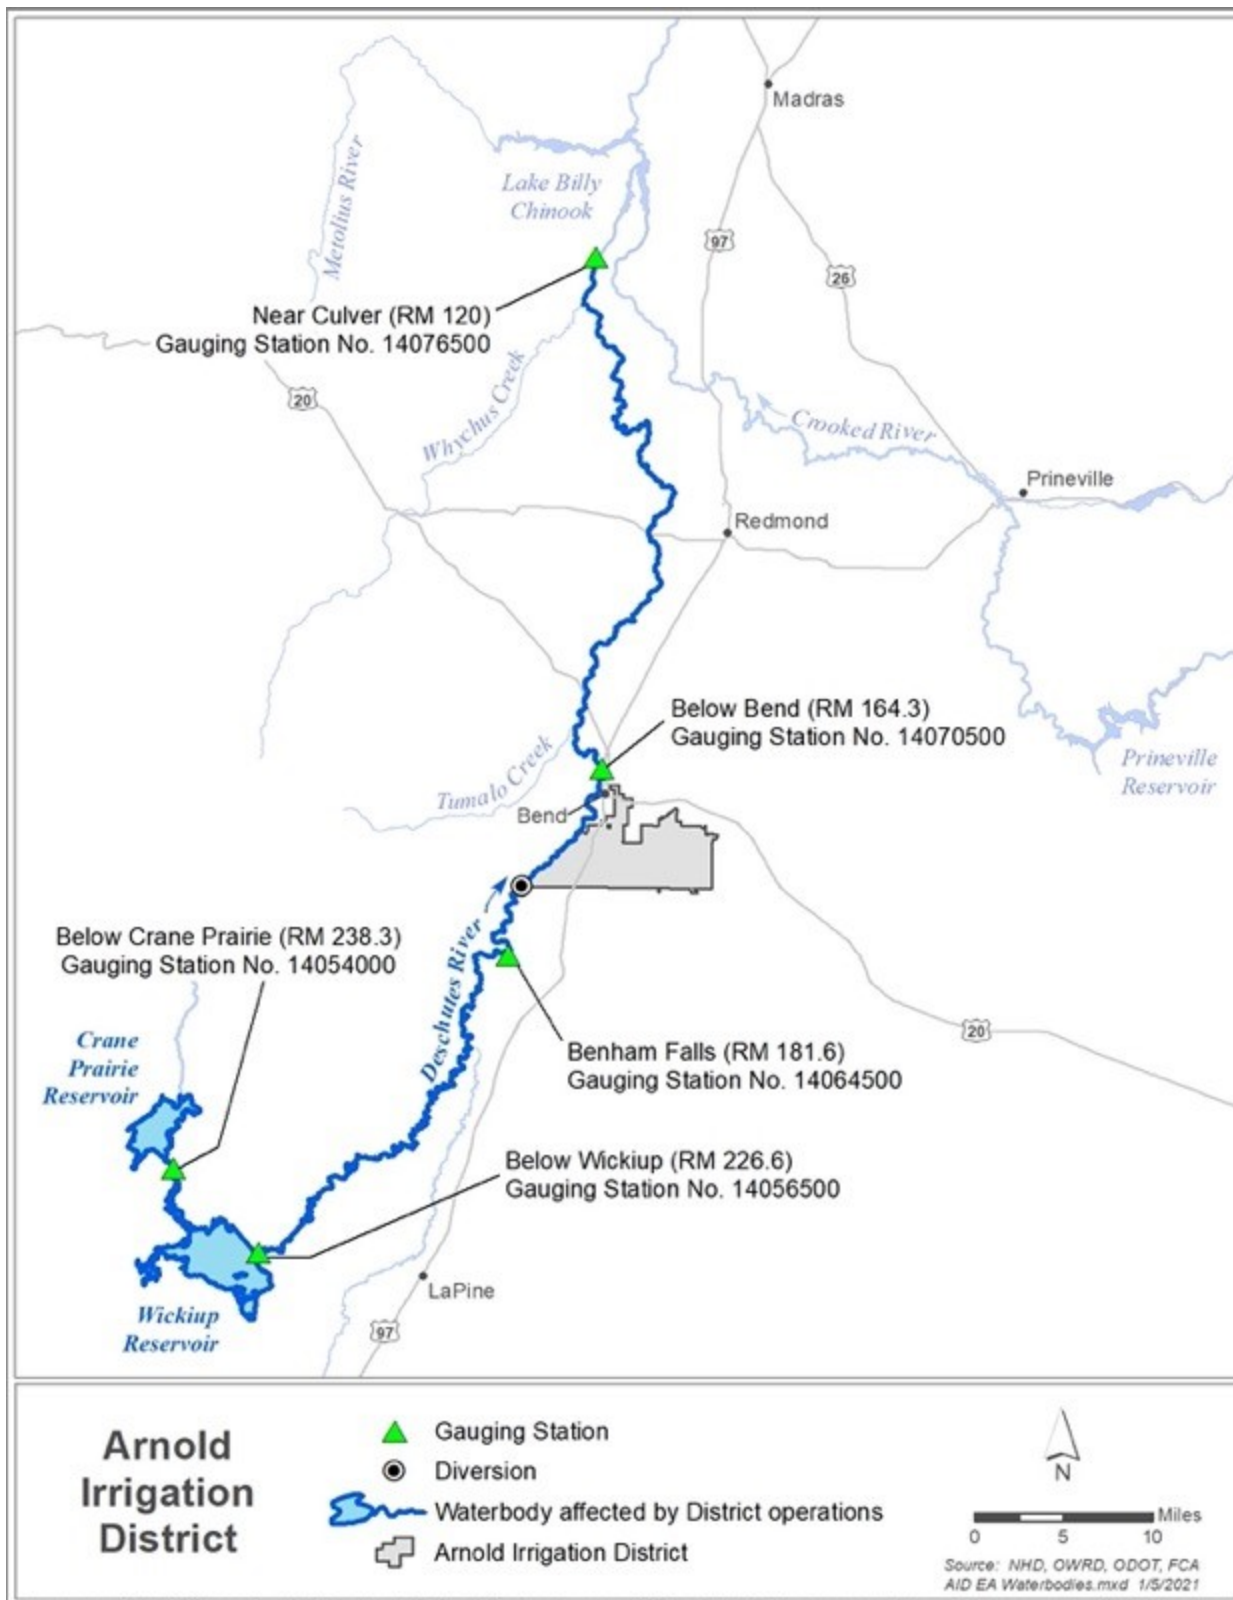 Madras
Metolius River
Lake Billy
Chinook
97
26
Near Culver (RM 120)
Gauging Station No. 14076500
20
Whychus Creek
Crooked River
Prineville
Redmond
Below Bend (RM 164.3)
Gauging Station No. 14070500
Prineville
Reservoir
Tumalo Creek
Bend
Below Crane Prairie (RM 238.3)
Gauging Station No. 14054000
Deschutes River
20
Crane
Prairie
Reservoir
Benham Falls (RM 181.6)
Gauging Station No. 14064500
Below Wickiup (RM 226.6)
Gauging Station No. 14056500
LaPine
Wickiup
Reservoir
97
Arnold
Irrigation
District
Gauging Station
Diversion
Waterbody affected by District operations
Arnold Irrigation District
N
Miles
0 5 10
Source: NHD, OWRD, ODOT, FCA
AID EA Waterbodies.mxd 1/5/2021